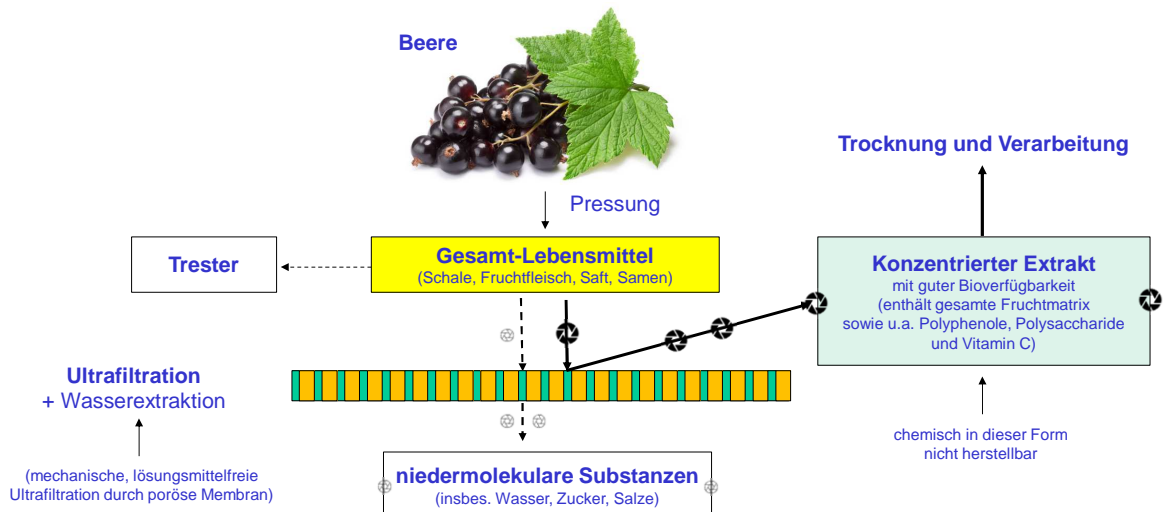 Beere
Pressung
Trocknung und Verarbeitung
Trester
Gesamt-Lebensmittel
(Schale, Fruchtfleisch, Saft, Samen)
Konzentrierter Extrakt
mit guter Bioverfügbarkeit
(enthält gesamte Fruchtmatrix
sowie u.a. Polyphenole, Polysaccharide
und Vitamin C)
Ultrafiltration
+ Wasserextraktion
(mechanische, lösungsmittelfreie
Ultrafiltration durch poröse Membran)
niedermolekulare Substanzen
(insbes. Wasser, Zucker, Salze)
chemisch in dieser Form
nicht herstellbar